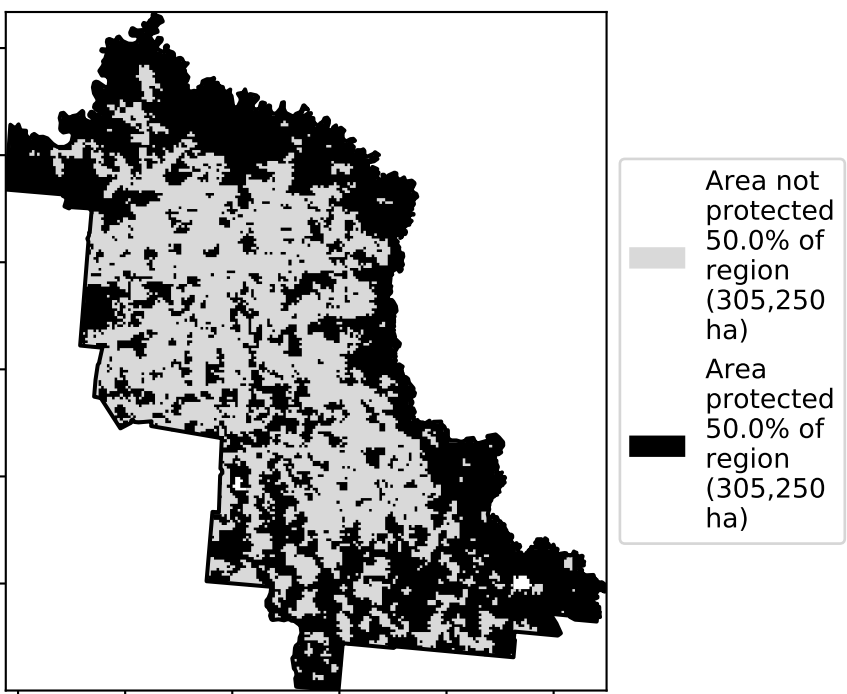 Area not
protected
50.0% of
region
(305,250
ha)
Area
protected
50.0% of
region
(305,250
ha)